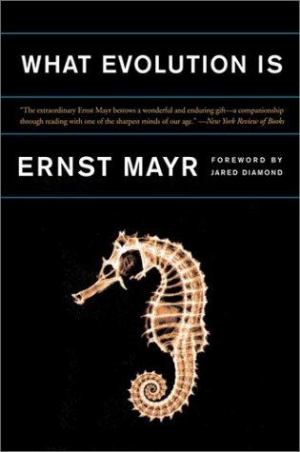 WHAT EVOLUTION IS
"The extraordinary Ernst Mayr bestows a wonderful and enduring gift—a companionship
through reading with one of the sharpest minds of our age." —New York Review of Books
ERNST MAYR
FOREWORD BY
JARED DIAMOND